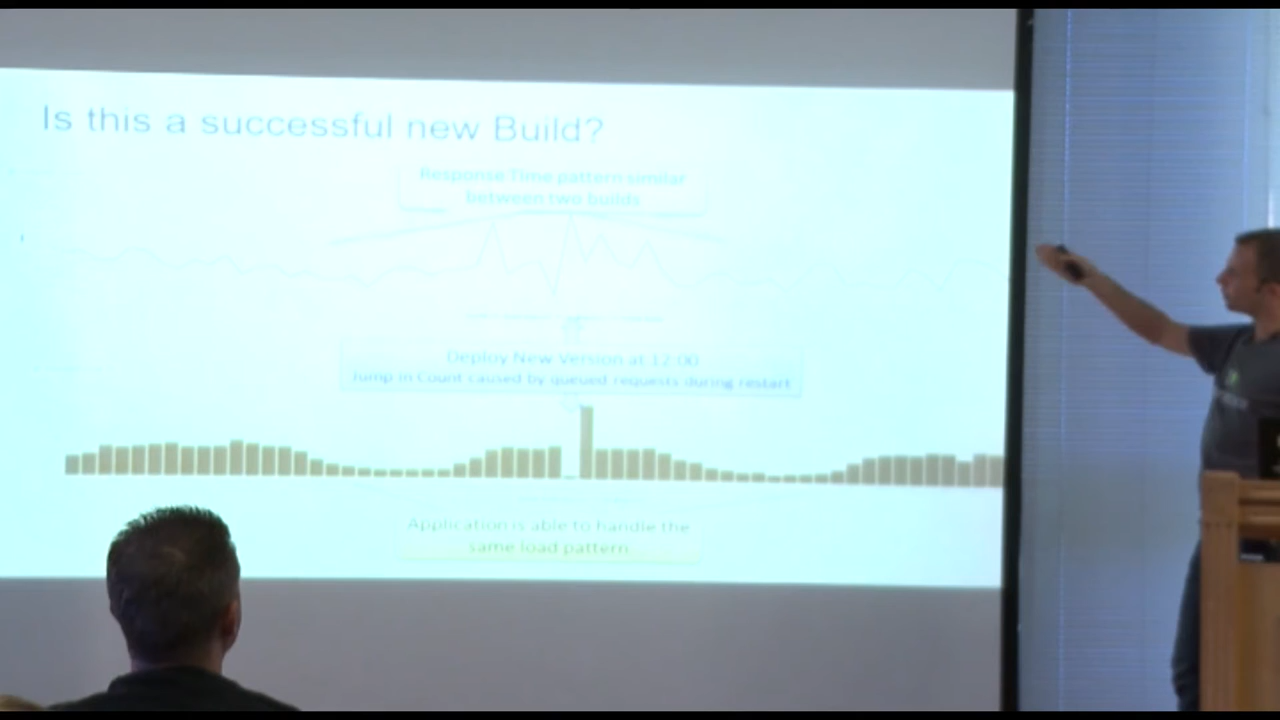 Is this a successful new Build?
Response Time pattern similar
between two builds
Deploy New Version at 12:00
Jump in Count caused by queued requests during restart
Application is able to handle the
same load pattern